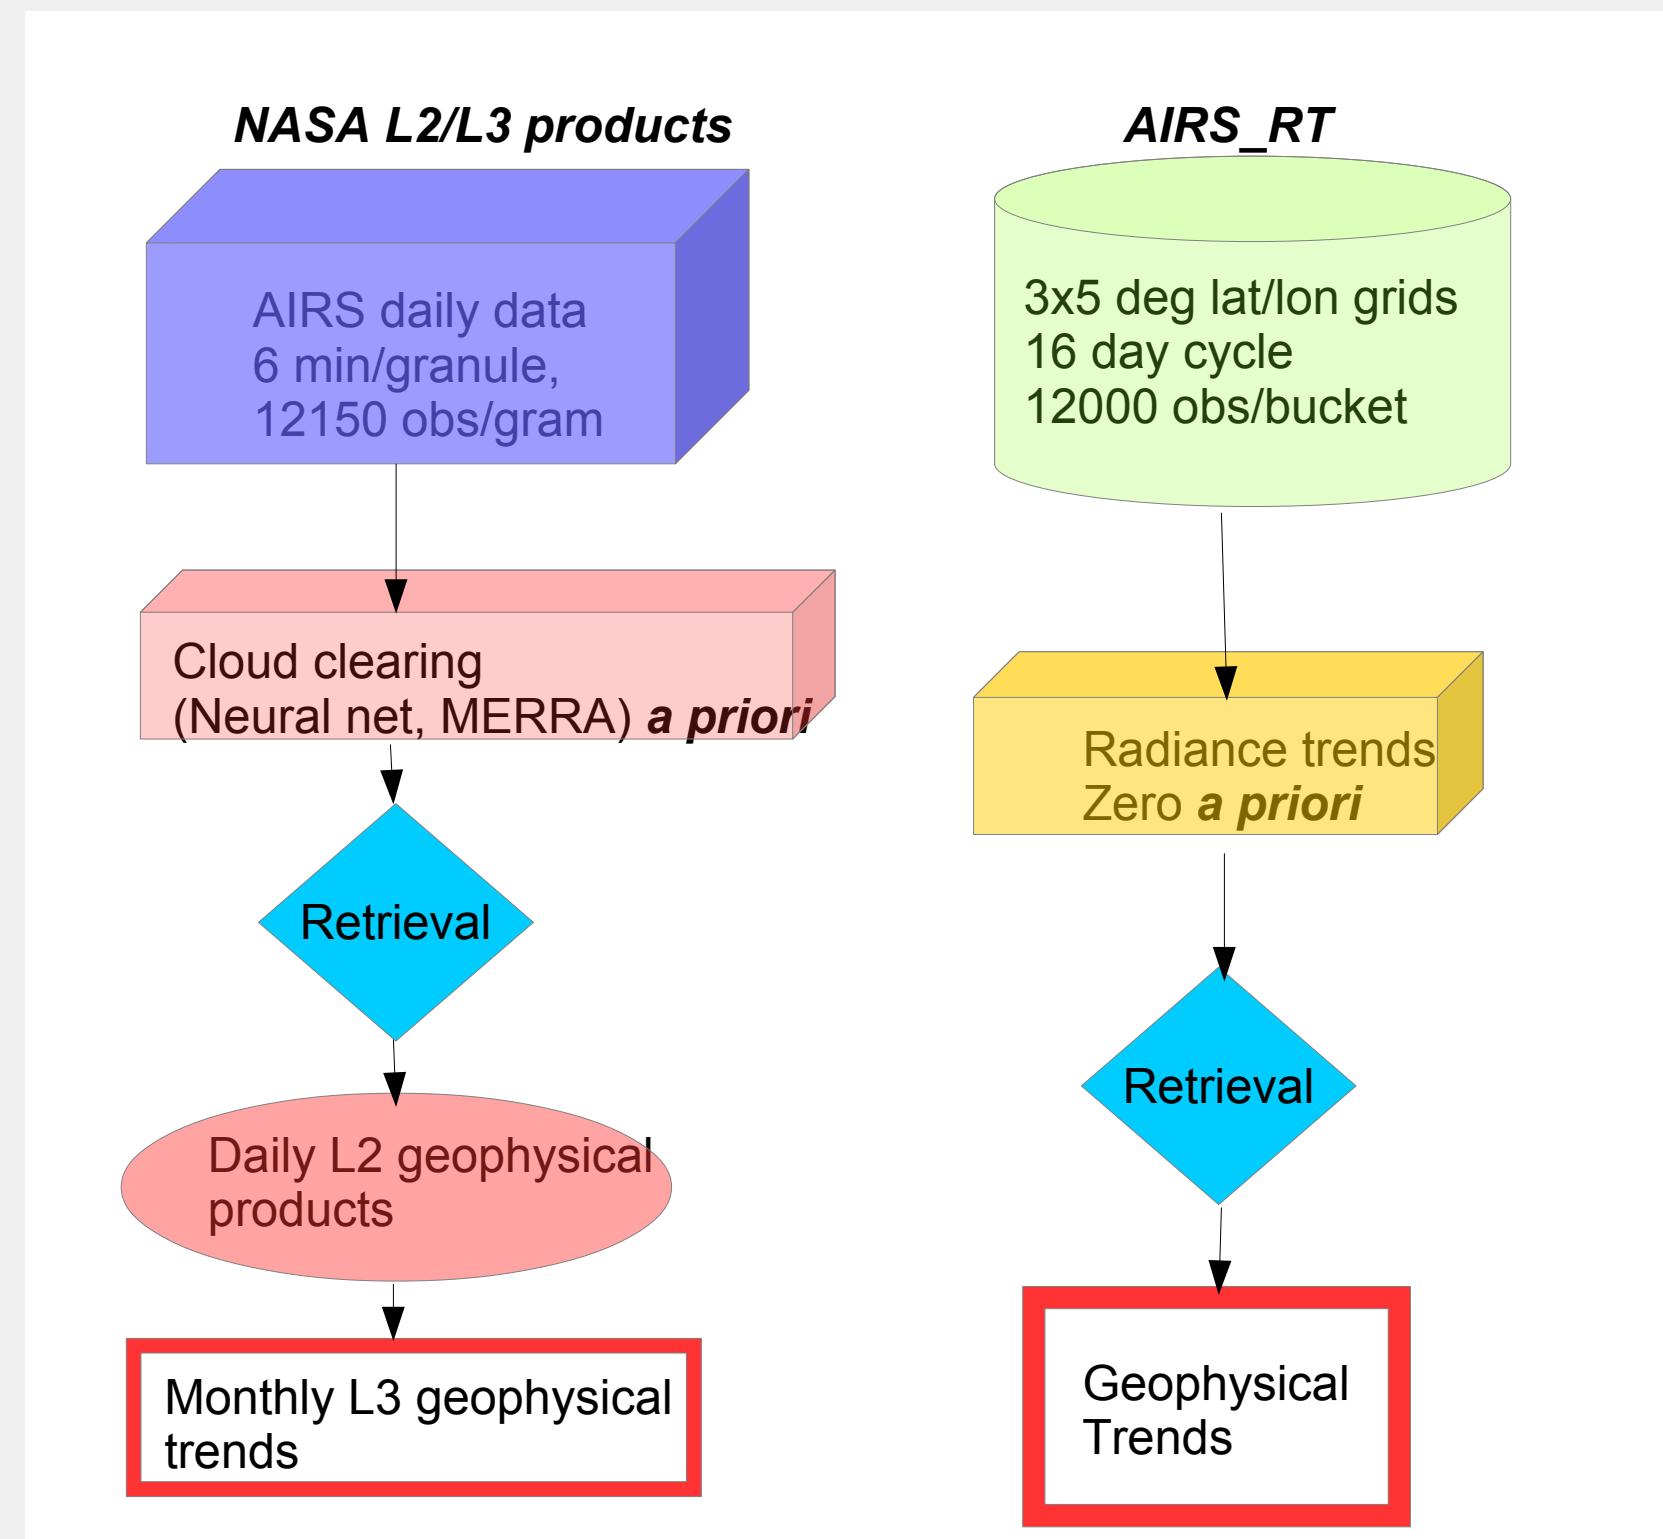 NASA L2/L3 products
AIRS daily data
6 min/granule,
12150 obs/gram
Cloud clearing
(Neural net, MERRA) a priori
Retrieval
Daily L2 geophysical
products
Monthly L3 geophysical
trends
AIRS_RT
3x5 deg lat/lon grids
16 day cycle
12000 obs/bucket
Radiance trends
Zero a priori
Retrieval
Geophysical
Trends